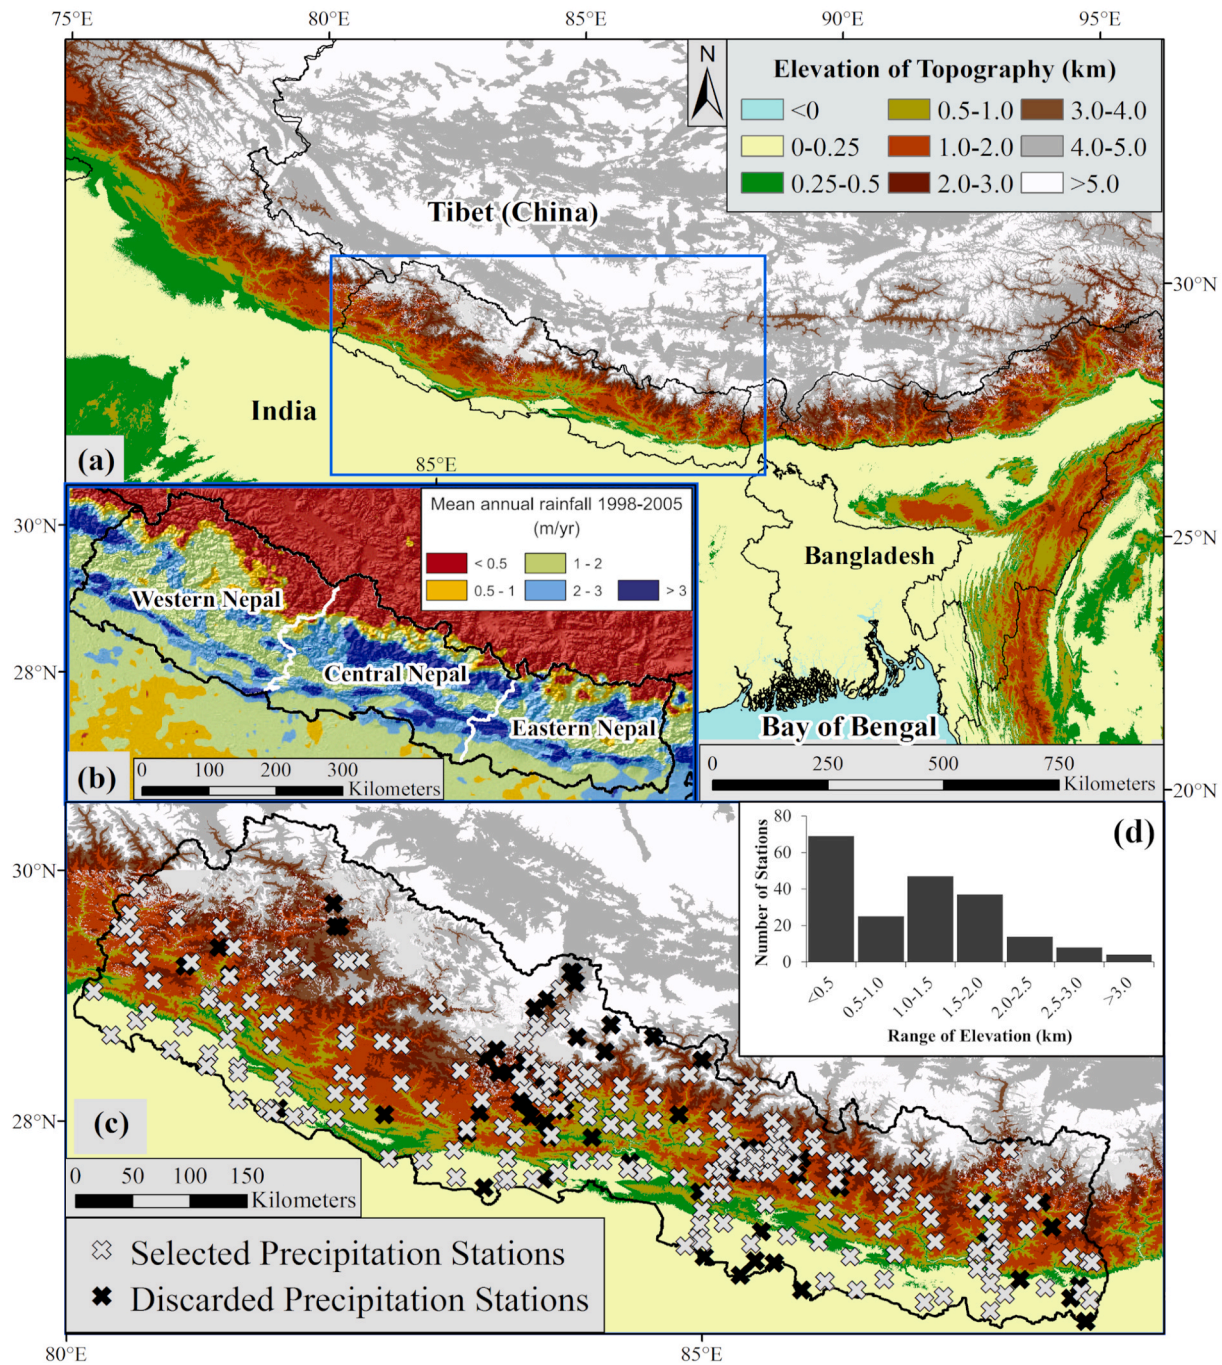 75°E 80°E 85°E 90°E 95°E
N
Elevation of Topography (km)
<0 0.5-1.0 3.0-4.0
0-0.25 1.0-2.0 4.0-5.0
0.25-0.5 2.0-3.0 >5.0
Tibet (China)
30°N
India
(a)
85°E
Mean annual rainfall 1998-2005
(m/yr)
< 0.5 1 - 2
0.5 - 1 2 - 3 > 3
30°N
25°N
Bangladesh
Western Nepal
Central Nepal
28°N
Eastern Nepal
Bay of Bengal
(b)
0 100 200 300
Kilometers
0 250 500 750
Kilometers
20°N
(d)
80
60
40
20
0
Number of Stations
<0.5 0.5-1.0 1.0-1.5 1.5-2.0 2.0-2.5 2.5-3.0 >3.0
Range of Elevation (km)
30°N
28°N
(c)
0 50 100 150
Kilometers
Selected Precipitation Stations
Discarded Precipitation Stations
80°E 85°E